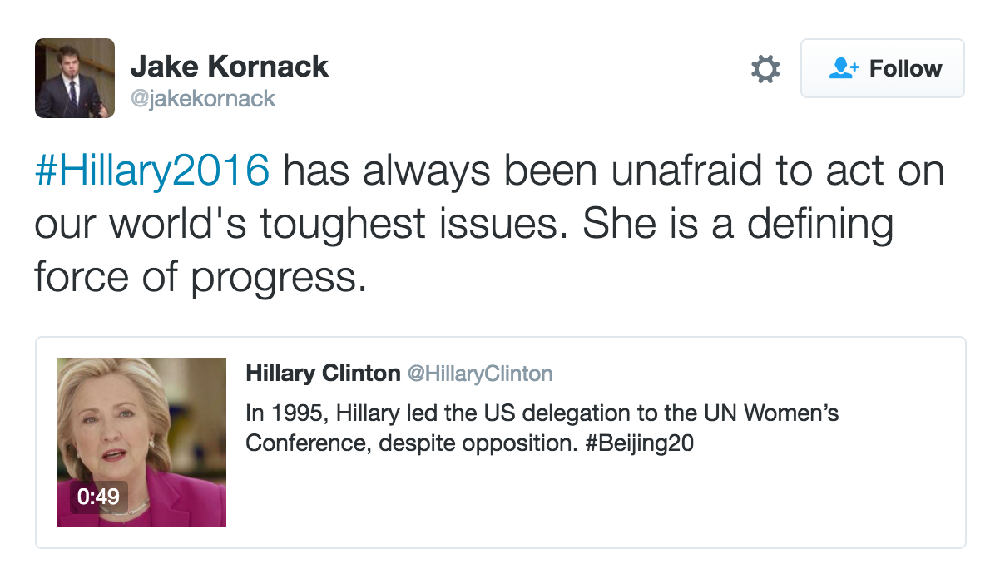 Jake Kornack
@jakekornack
Follow
#Hillary2016 has always been unafraid to act on
our world's toughest issues. She is a defining
force of progress.
Hillary Clinton @HillaryClinton
In 1995, Hillary led the US delegation to the UN Women’s
Conference, despite opposition. #Beijing20
0:49